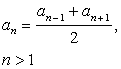 aₙ = (aₙ₋₁ + aₙ₊₁)/2,
n > 1